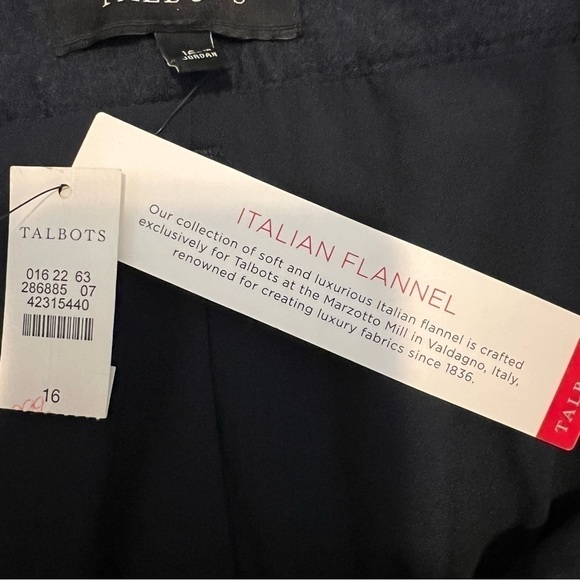 TALBOTS
16
JORDAN
TALBOTS
016 22 63
286885 07
42315440
16
ITALIAN FLANNEL
Our collection of soft and luxurious Italian flannel is crafted
exclusively for Talbots at the Marzotto Mill in Valdagno, Italy,
renowned for creating luxury fabrics since 1836.
TALB